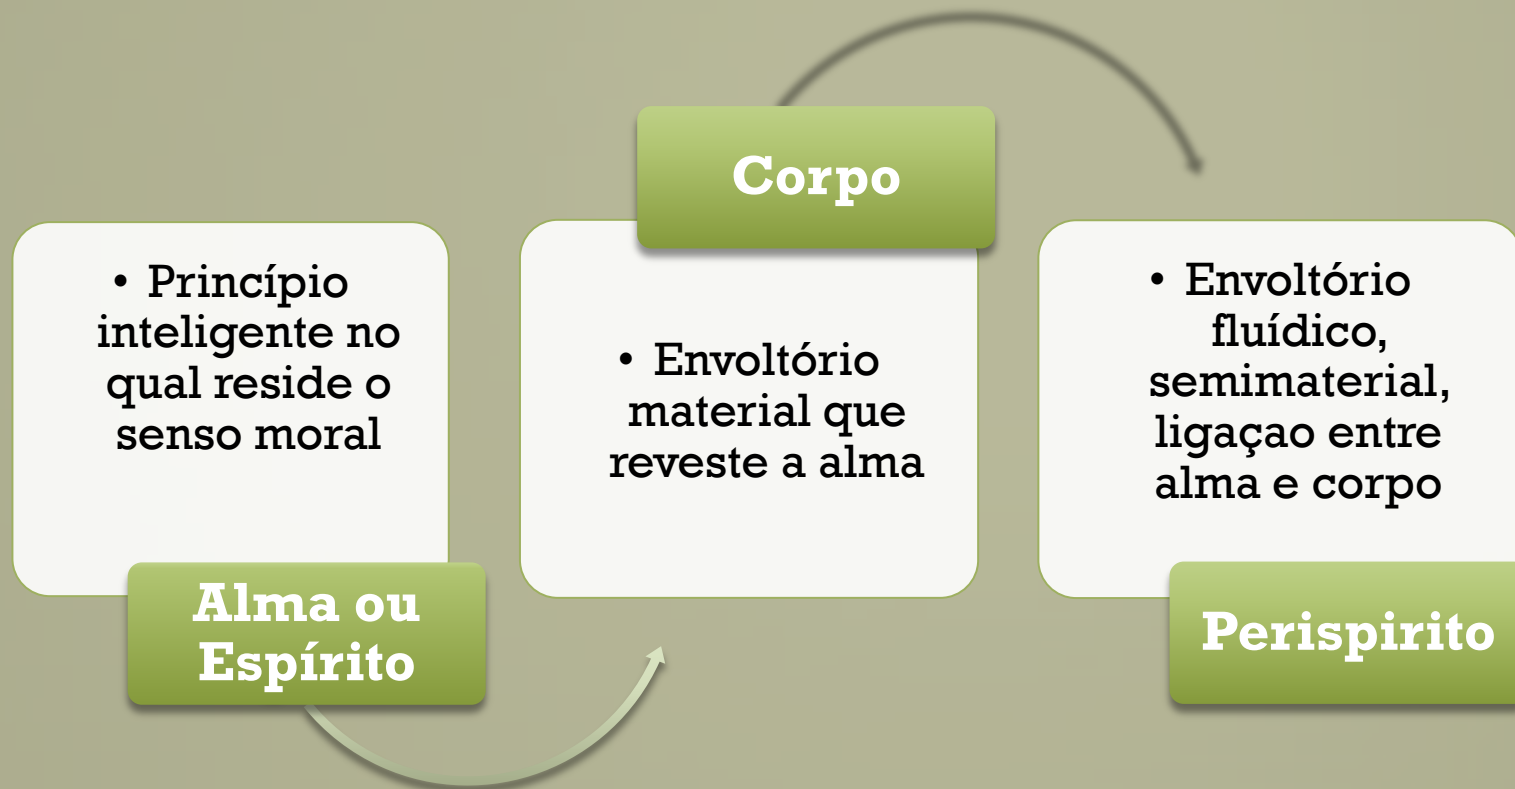 • Princípio
inteligente no
qual reside o
senso moral
Alma ou
Espírito
Corpo
• Envoltório
material que
reveste a alma
• Envoltório
fluídico,
semimaterial,
ligaçao entre
alma e corpo
Perispirito